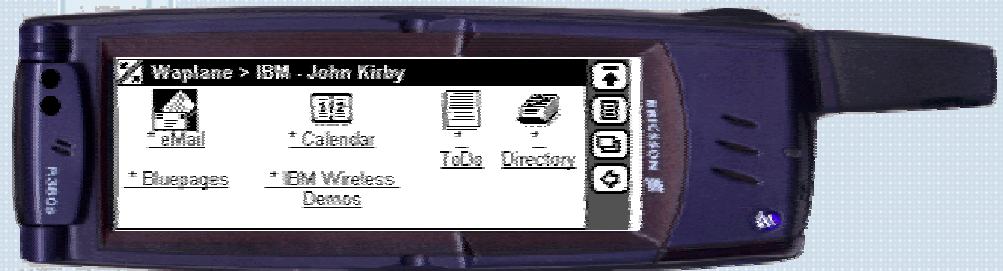 Waplane > IBM - John Kirby
* eMail
* Calendar
*
ToDo
*
Directory
* Bluepages
* IBM Wireless
Demos
ERICSSON
R380s